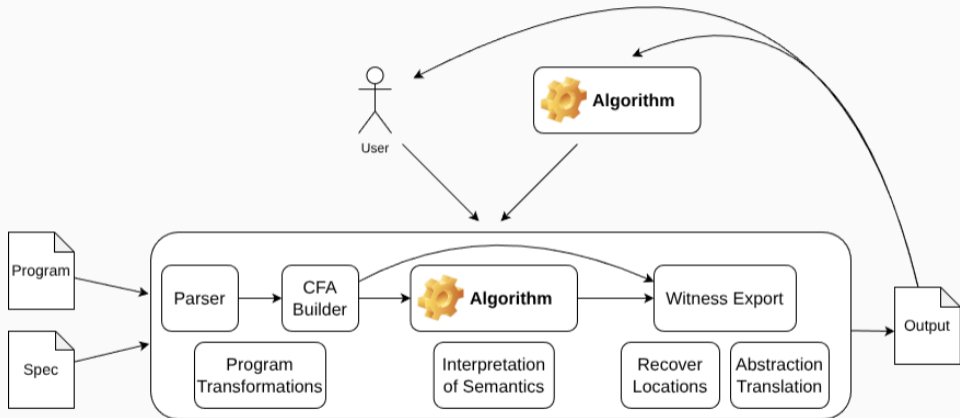 Algorithm
User
Program
Spec
Parser
CFA
Builder
Algorithm
Witness Export
Output
Program
Transformations
Interpretation
of Semantics
Recover
Locations
Abstraction
Translation